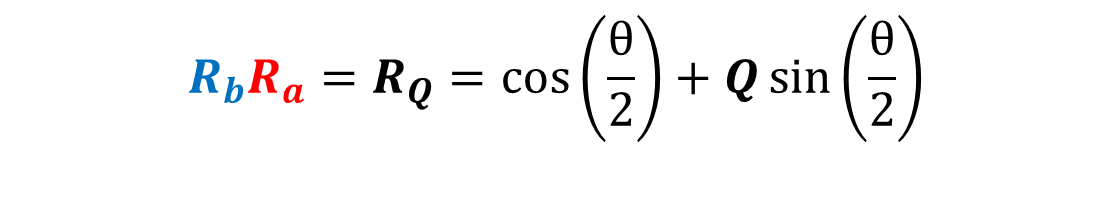 R_b R_a = R_Q = cos(θ/2) + Q sin(θ/2)